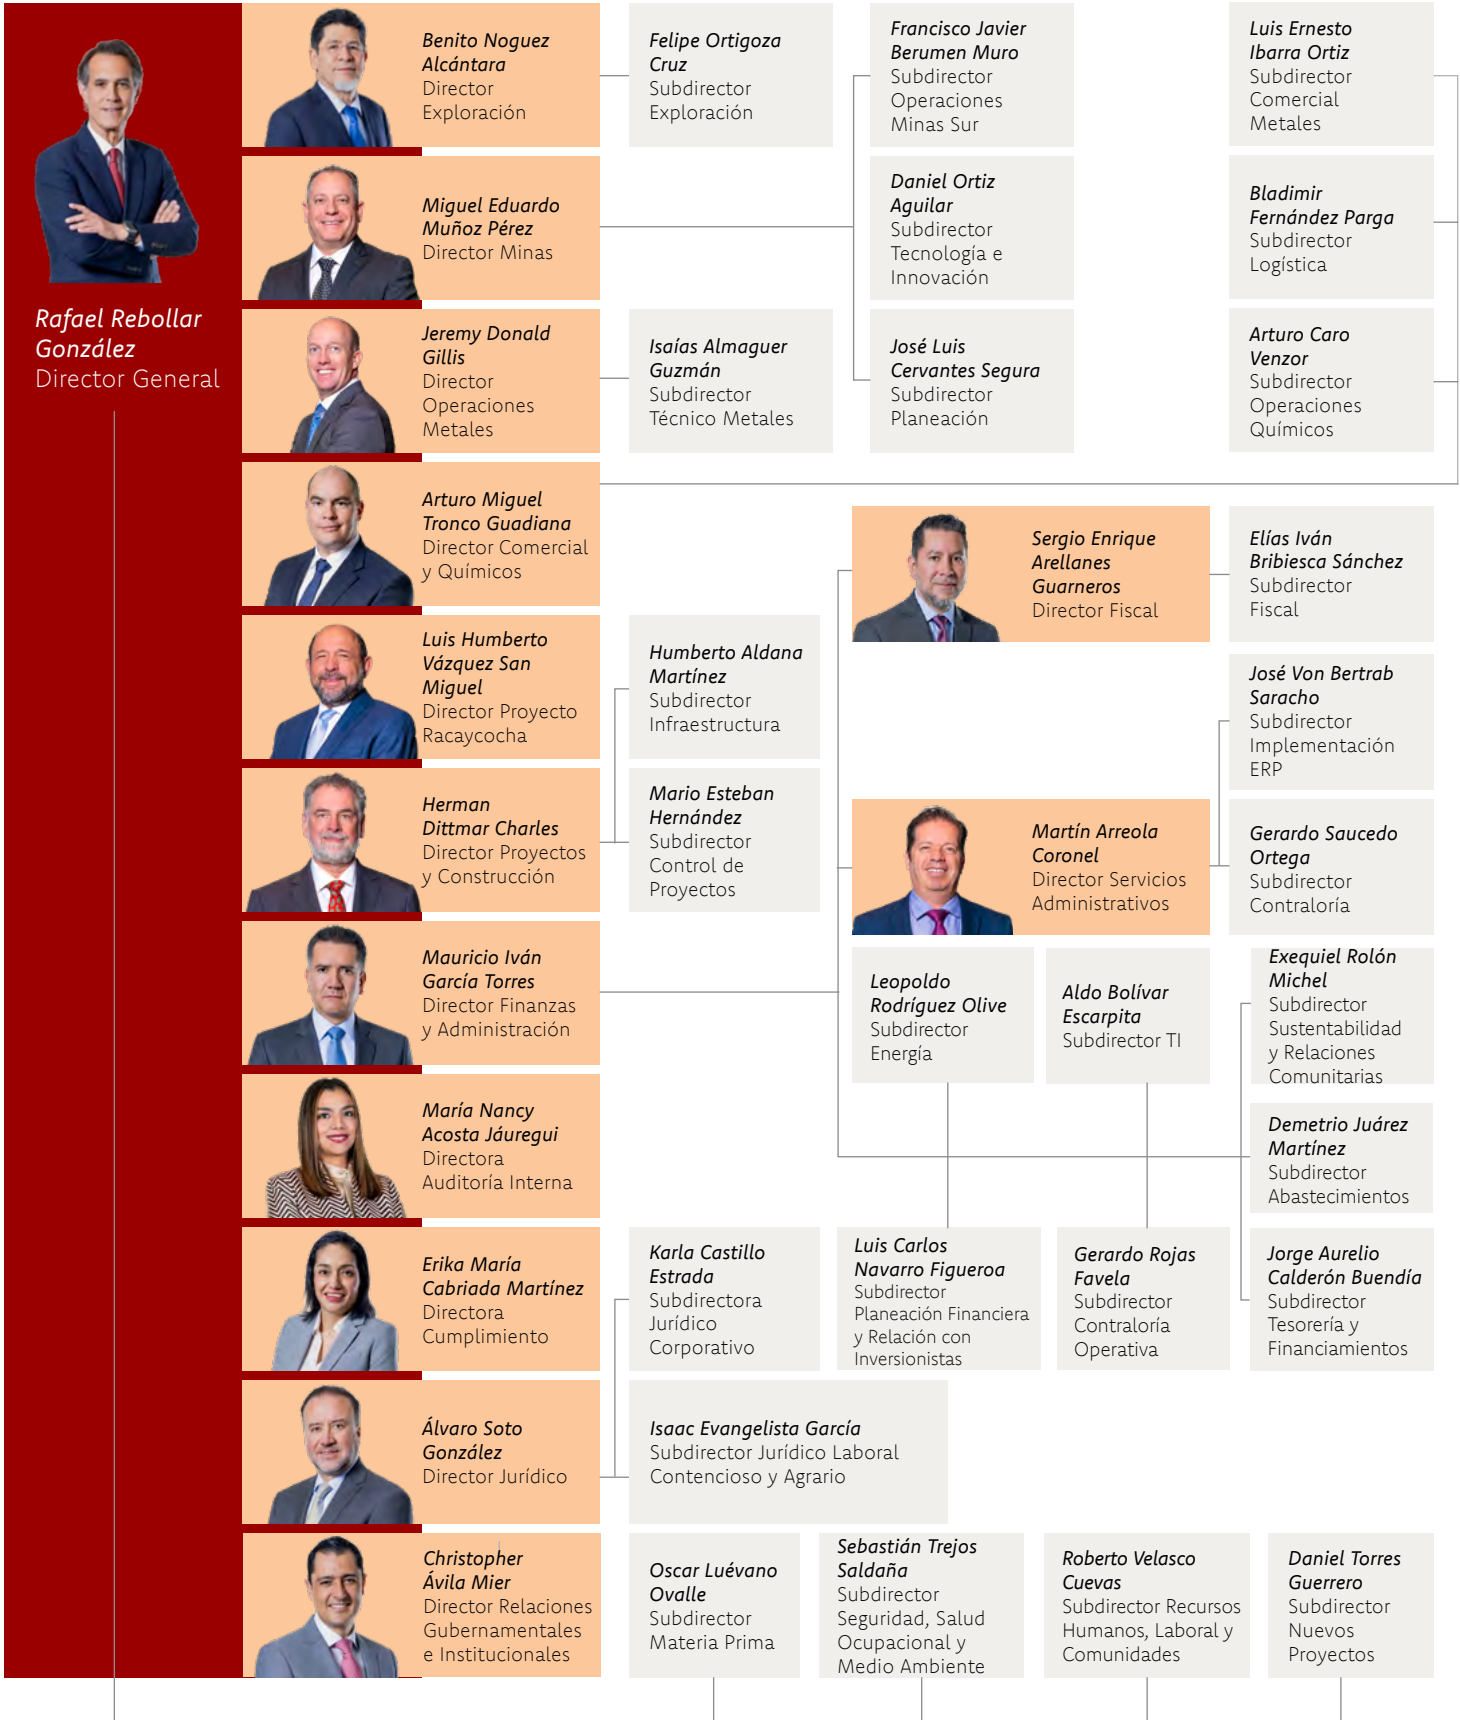 Rafael Rebollar
González
Director General
Benito Noguez
Alcántara
Director
Exploración
Felipe Ortigoza
Cruz
Subdirector
Exploración
Francisco Javier
Berumen Muro
Subdirector
Operaciones
Minas Sur
Luis Ernesto
Ibarra Ortiz
Subdirector
Comercial
Metales
Miguel Eduardo
Muñoz Pérez
Director Minas
Daniel Ortiz
Aguilar
Subdirector
Tecnología e
Innovación
Bladimir
Fernández Parga
Subdirector
Logística
Jeremy Donald
Gillis
Director
Operaciones
Metales
Isaías Almaguer
Guzmán
Subdirector
Técnico Metales
José Luis
Cervantes Segura
Subdirector
Planeación
Arturo Caro
Venzor
Subdirector
Operaciones
Químicos
Arturo Miguel
Tronco Guadiana
Director Comercial
y Químicos
Sergio Enrique
Arellanes
Guarneros
Director Fiscal
Elías Iván
Bribiesca Sánchez
Subdirector
Fiscal
Luis Humberto
Vázquez San
Miguel
Director Proyecto
Racaycocha
Humberto Aldana
Martínez
Subdirector
Infraestructura
José Von Bertrab
Saracho
Subdirector
Implementación
ERP
Herman
Dittmar Charles
Director Proyectos
y Construcción
Mario Esteban
Hernández
Subdirector
Control de
Proyectos
Martín Arreola
Coronel
Director Servicios
Administrativos
Gerardo Saucedo
Ortega
Subdirector
Contraloría
Mauricio Iván
García Torres
Director Finanzas
y Administración
Leopoldo
Rodríguez Olive
Subdirector
Energía
Aldo Bolívar
Escarpita
Subdirector TI
Exequiel Rolón
Michel
Subdirector
Sustentabilidad
y Relaciones
Comunitarias
María Nancy
Acosta Jáuregui
Directora
Auditoría Interna
Demetrio Juárez
Martínez
Subdirector
Abastecimientos
Erika María
Cabriada Martínez
Directora
Cumplimiento
Karla Castillo
Estrada
Subdirectora
Jurídico
Corporativo
Luis Carlos
Navarro Figueroa
Subdirector
Planeación Financiera
y Relación con
Inversionistas
Gerardo Rojas
Favela
Subdirector
Contraloría
Operativa
Jorge Aurelio
Calderón Buendía
Subdirector
Tesorería y
Financiamientos
Álvaro Soto
González
Director Jurídico
Isaac Evangelista García
Subdirector Jurídico Laboral
Contencioso y Agrario
Christopher
Ávila Mier
Director Relaciones
Gubernamentales
e Institucionales
Oscar Luévano
Ovalle
Subdirector
Materia Prima
Sebastián Trejos
Saldaña
Subdirector
Seguridad, Salud
Ocupacional y
Medio Ambiente
Roberto Velasco
Cuevas
Subdirector Recursos
Humanos, Laboral y
Comunidades
Daniel Torres
Guerrero
Subdirector
Nuevos
Proyectos